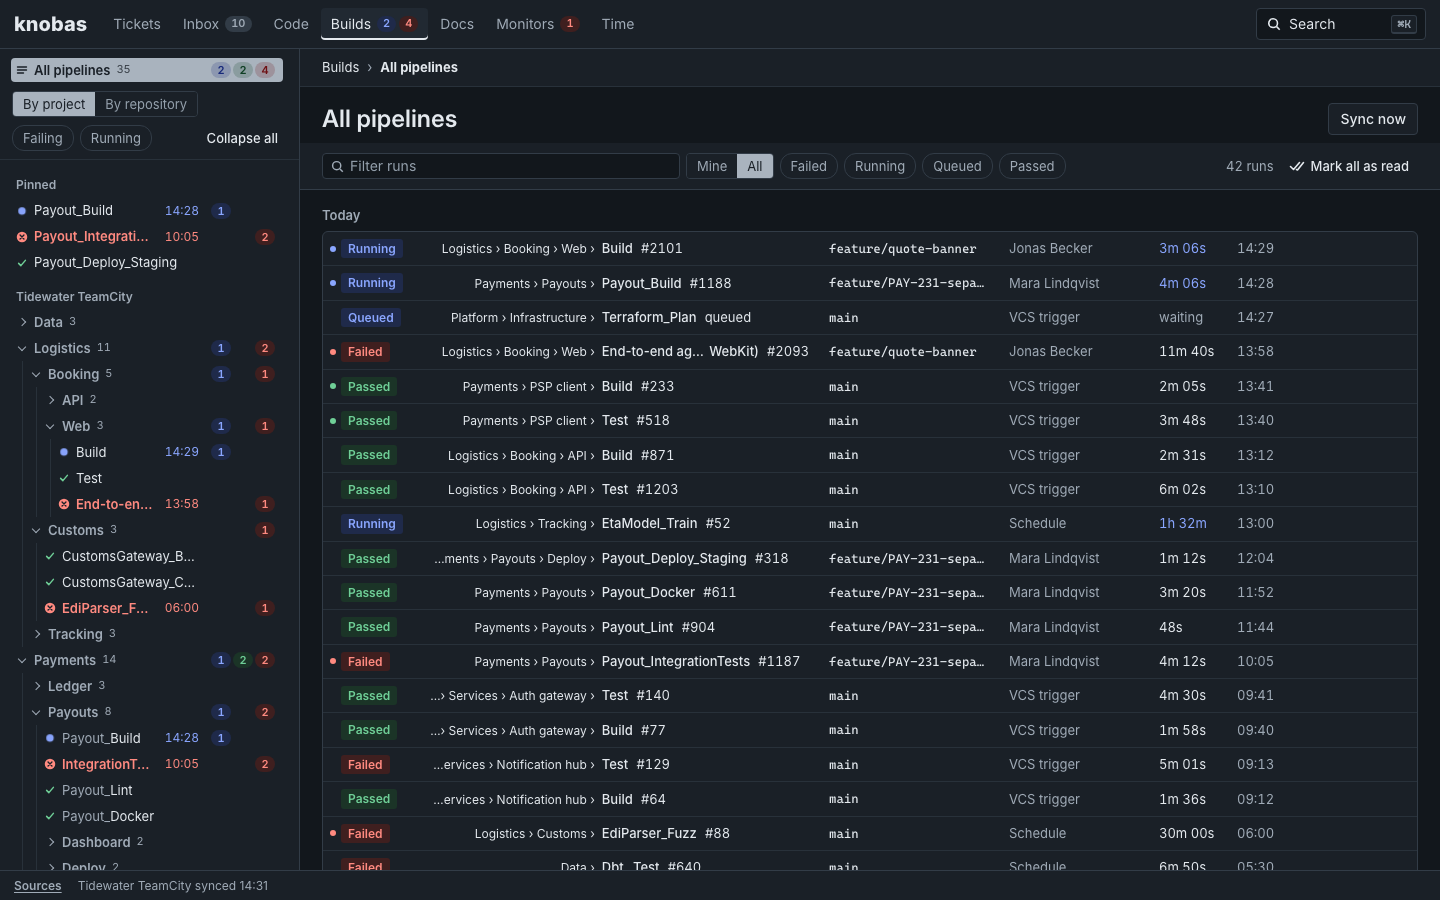 knobas Tickets Inbox 10 Code Builds 2 4 Docs Monitors 1 Time Search ⌘K
All pipelines 35 2 2 4
By project By repository
Failing Running Collapse all
Pinned
Payout_Build 14:28 1
Payout_Integrati... 10:05 2
Payout_Deploy_Staging
Tidewater TeamCity
Data 3
Logistics 11 1 2
Booking 5 1 1
API 2
Web 3 1 1
Build 14:29 1
Test
End-to-en... 13:58 1
Customs 3 1
CustomsGateway_B...
CustomsGateway_C...
EdiParser_F... 06:00 1
Tracking 3
Payments 14 1 2 2
Ledger 3
Payouts 8 1 2
Payout_Build 14:28 1
IntegrationT... 10:05 2
Payout_Lint
Payout_Docker
Dashboard 2
Deploy 2
Builds › All pipelines
All pipelines Sync now
Filter runs Mine All Failed Running Queued Passed 42 runs Mark all as read
Today
Running Logistics › Booking › Web › Build #2101 feature/quote-banner Jonas Becker 3m 06s 14:29
Running Payments › Payouts › Payout_Build #1188 feature/PAY-231-sepa… Mara Lindqvist 4m 06s 14:28
Queued Platform › Infrastructure › Terraform_Plan queued main VCS trigger waiting 14:27
Failed Logistics › Booking › Web › End-to-end ag... WebKit) #2093 feature/quote-banner Jonas Becker 11m 40s 13:58
Passed Payments › PSP client › Build #233 main VCS trigger 2m 05s 13:41
Passed Payments › PSP client › Test #518 main VCS trigger 3m 48s 13:40
Passed Logistics › Booking › API › Build #871 main VCS trigger 2m 31s 13:12
Passed Logistics › Booking › API › Test #1203 main VCS trigger 6m 02s 13:10
Running Logistics › Tracking › EtaModel_Train #52 main Schedule 1h 32m 13:00
Passed ...ments › Payouts › Deploy › Payout_Deploy_Staging #318 feature/PAY-231-sepa… Mara Lindqvist 1m 12s 12:04
Passed Payments › Payouts › Payout_Docker #611 feature/PAY-231-sepa… Mara Lindqvist 3m 20s 11:52
Passed Payments › Payouts › Payout_Lint #904 feature/PAY-231-sepa… Mara Lindqvist 48s 11:44
Failed Payments › Payouts › Payout_IntegrationTests #1187 feature/PAY-231-sepa… Mara Lindqvist 4m 12s 10:05
Passed ...› Services › Auth gateway › Test #140 main VCS trigger 4m 30s 09:41
Passed ...› Services › Auth gateway › Build #77 main VCS trigger 1m 58s 09:40
Failed ...ervices › Notification hub › Test #129 main VCS trigger 5m 01s 09:13
Passed ...ervices › Notification hub › Build #64 main VCS trigger 1m 36s 09:12
Failed Logistics › Customs › EdiParser_Fuzz #88 main Schedule 30m 00s 06:00
Failed Data › Dbt_Test #640 main Schedule 6m 50s 05:30
Sources Tidewater TeamCity synced 14:31